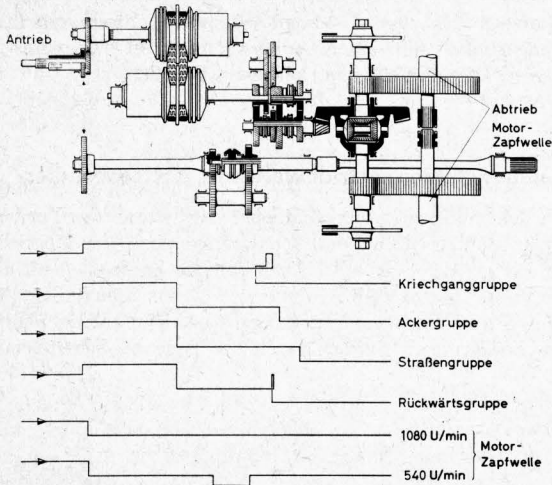 Antrieb
Abtrieb
Motor-
Zapfwelle
Kriechganggruppe
Ackergruppe
Straßengruppe
Rückwärtsgruppe
1080 U/min
Motor-
Zapfwelle
540 U/min